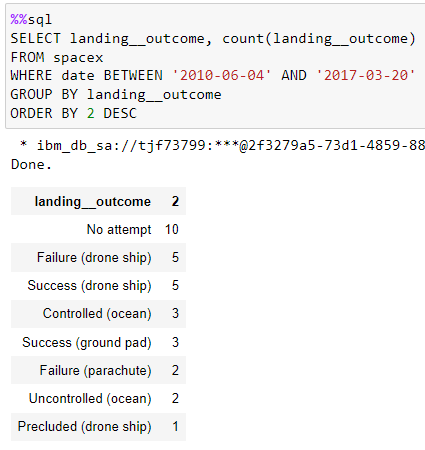 %%sql
SELECT landing__outcome, count(landing__outcome)
FROM spacex
WHERE date BETWEEN '2010-06-04' AND '2017-03-20'
GROUP BY landing__outcome
ORDER BY 2 DESC
* ibm_db_sa://tjf73799:***@2f3279a5-73d1-4859-88
Done.
landing__outcome 2
No attempt 10
Failure (drone ship) 5
Success (drone ship) 5
Controlled (ocean) 3
Success (ground pad) 3
Failure (parachute) 2
Uncontrolled (ocean) 2
Precluded (drone ship) 1